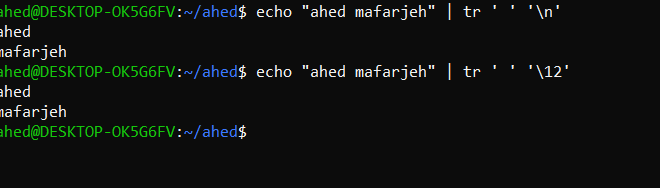 ahed@DESKTOP-OK5G6FV:~/ahed$ echo "ahed mafarjeh" | tr ' ' '\n'
ahed
mafarjeh
ahed@DESKTOP-OK5G6FV:~/ahed$ echo "ahed mafarjeh" | tr ' ' '\12'
ahed
mafarjeh
ahed@DESKTOP-OK5G6FV:~/ahed$